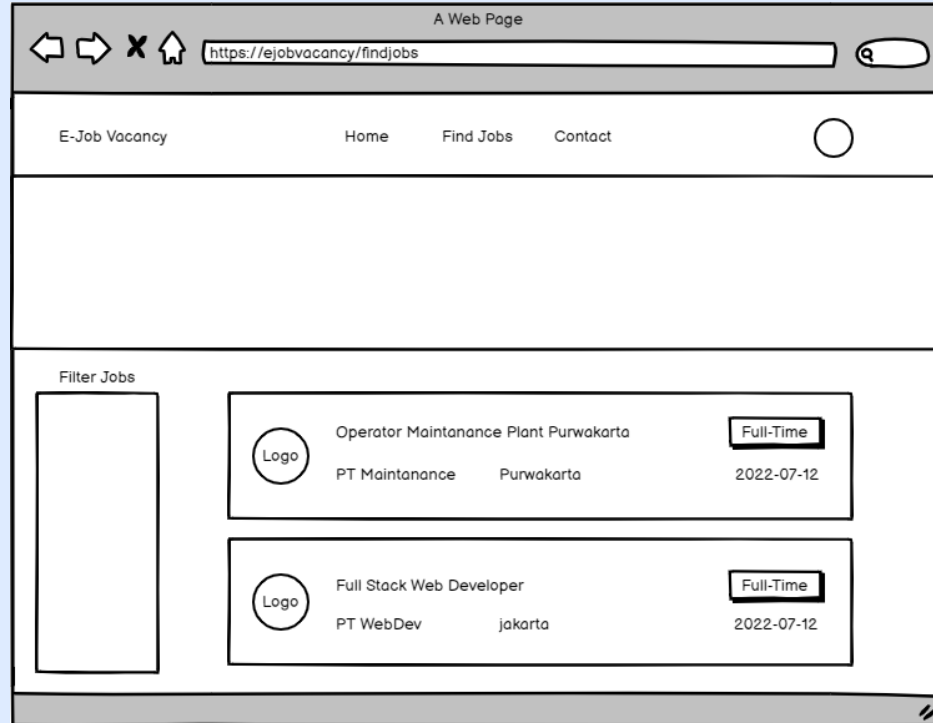 A Web Page
https://ejobvacancy/findjobs
E-Job Vacancy Home Find Jobs Contact
Filter Jobs
Logo
Operator Maintanance Plant Purwakarta
Full-Time
PT Maintanance Purwakarta 2022-07-12
Logo
Full Stack Web Developer
Full-Time
PT WebDev jakarta 2022-07-12